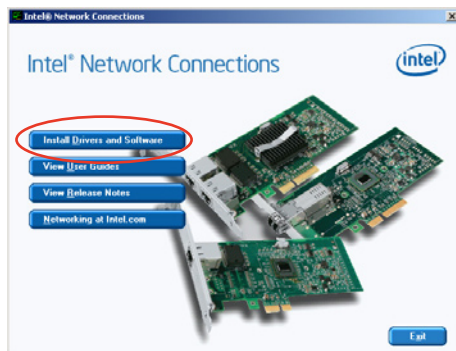 Intel® Network Connections
Intel® Network Connections
intel
Install Drivers and Software
View User Guides
View Release Notes
Networking at Intel.com
Exit